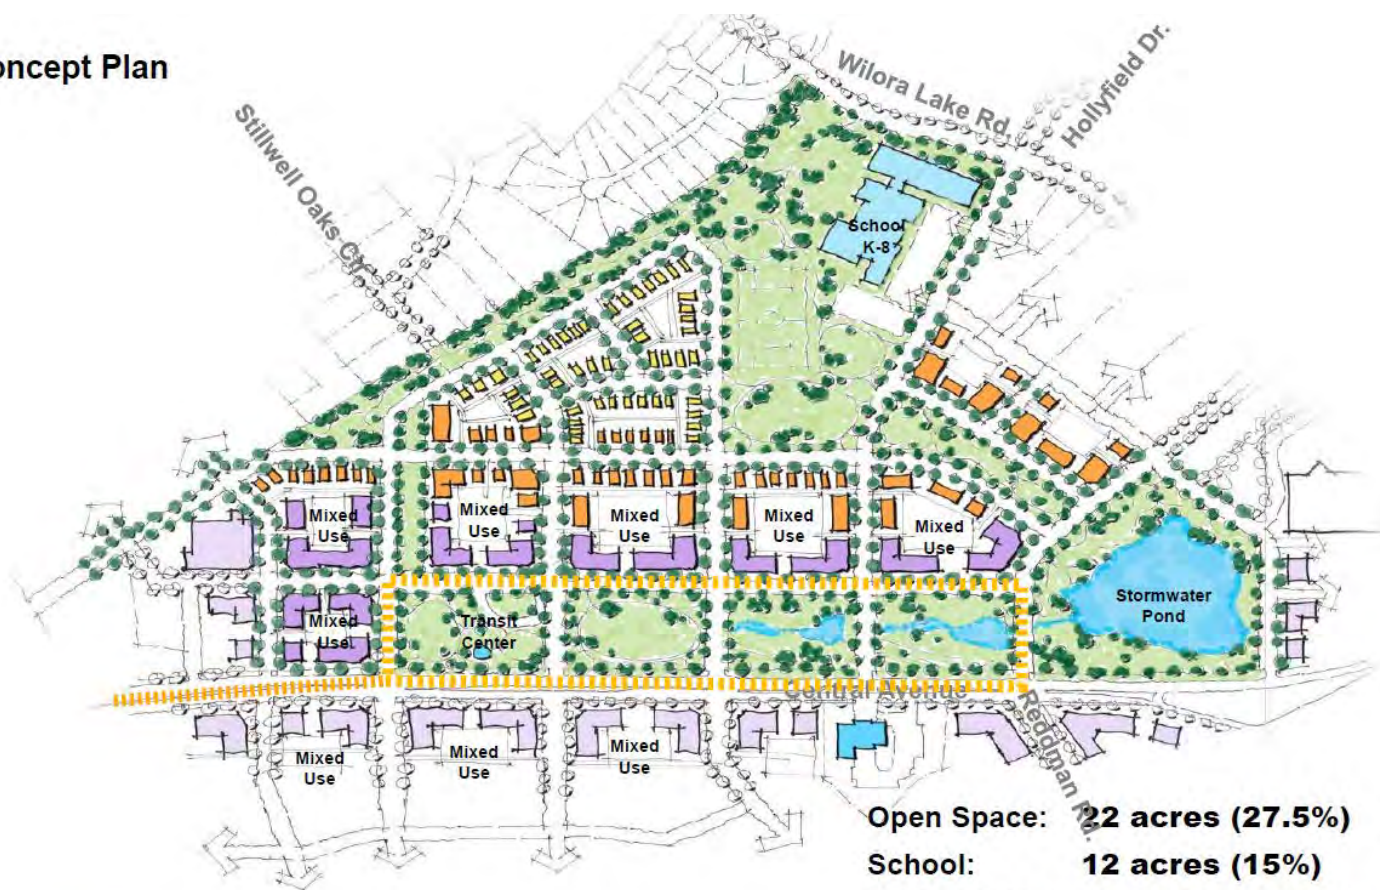 oncept Plan
Wilora Lake Rd.
Hollyfield Dr.
Stillwell Oaks Cir.
School
K-8
Mixed
Use
Mixed
Use
Mixed
Use
Mixed
Use
Mixed
Use
Stormwater
Pond
Mixed
Use
Transit
Center
Central Avenue
Reddman Rd.
Mixed
Use
Mixed
Use
Mixed
Use
Open Space: 22 acres (27.5%)
School: 12 acres (15%)